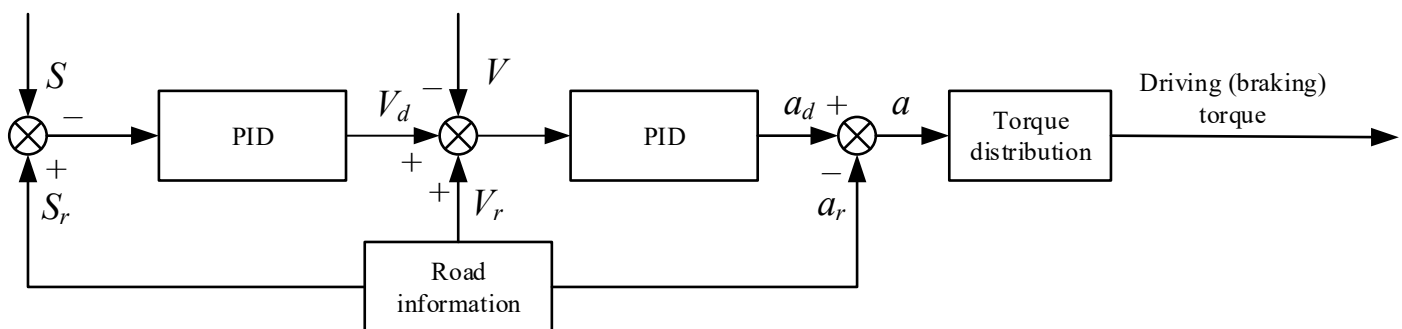 S
−
+
S_r
PID
V_d
−
V
+
+
V_r
PID
a_d
+
a
−
a_r
Torque
distribution
Driving (braking)
torque
Road
information